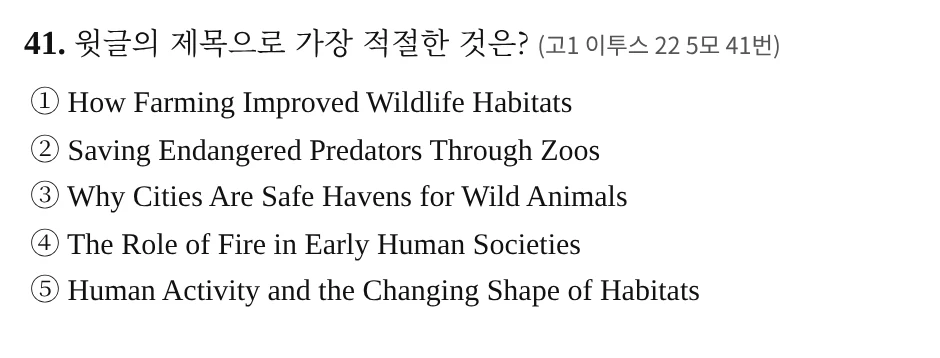 41. 윗글의 제목으로 가장 적절한 것은? (고1 이투스 22 5모 41번)
① How Farming Improved Wildlife Habitats
② Saving Endangered Predators Through Zoos
③ Why Cities Are Safe Havens for Wild Animals
④ The Role of Fire in Early Human Societies
⑤ Human Activity and the Changing Shape of Habitats